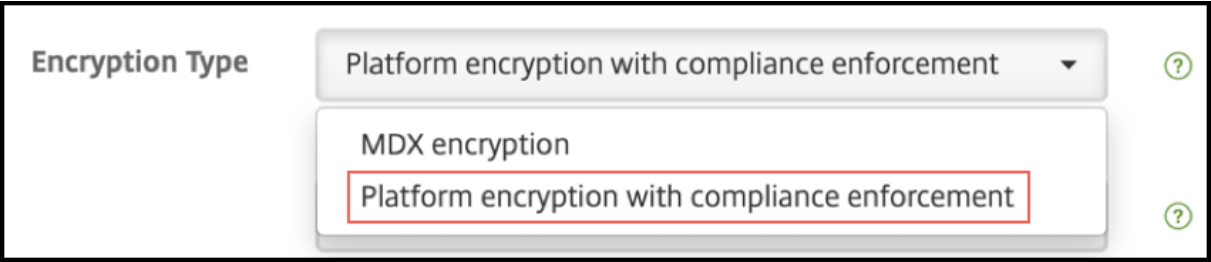 Encryption Type Platform encryption with compliance enforcement ?
MDX encryption
Platform encryption with compliance enforcement
?